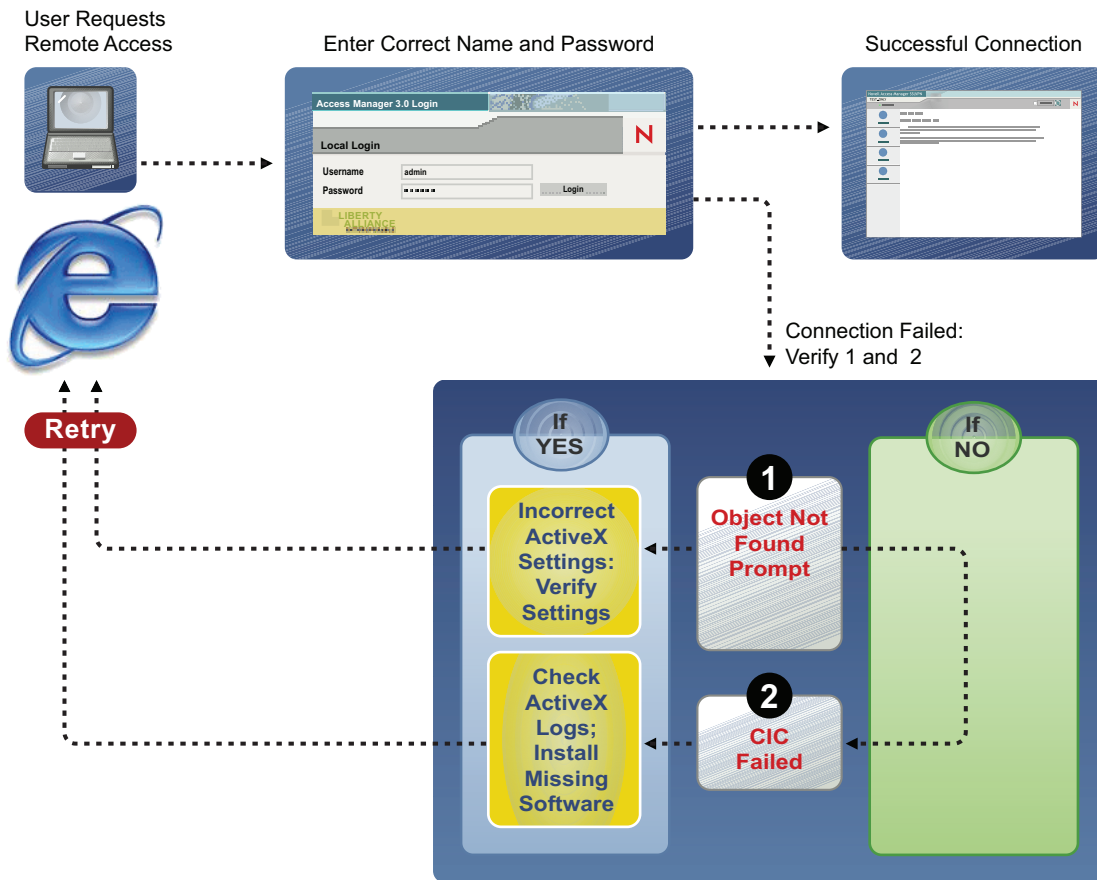 User Requests
Remote Access
Enter Correct Name and Password
Successful Connection
Access Manager 3.0 Login
N
Local Login
Username
admin
Password
Login
LIBERTY
ALLIANCE
INTEROPERABLE
N
Connection Failed:
Verify 1 and 2
Retry
If
YES
If
NO
1
Object Not
Found
Prompt
Incorrect
ActiveX
Settings:
Verify
Settings
2
CIC
Failed
Check
ActiveX
Logs;
Install
Missing
Software